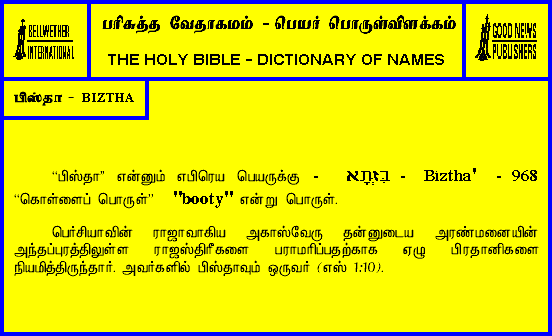 BELLWETHER
INTERNATIONAL
பரிசுத்த வேதாகமம் - பெயர் பொருள்விளக்கம்
THE HOLY BIBLE - DICTIONARY OF NAMES
GOOD NEWS
PUBLISHERS
பிஸ்தா - BIZTHA
“பிஸ்தா” என்னும் எபிரெய பெயருக்கு - בִּזְּתָא - Biztha' - 968
“கொள்ளைப் பொருள்” "booty" என்று பொருள்.
பெர்சியாவின் ராஜாவாகிய அகாஸ்வேரு தன்னுடைய அரண்மனையின்
அந்தப்புரத்திலுள்ள ராஜஸ்திரீகளை பராமரிப்பதற்காக ஏழு பிரதானிகளை
நியமித்திருந்தார். அவர்களில் பிஸ்தாவும் ஒருவர் (எஸ் 1:10).